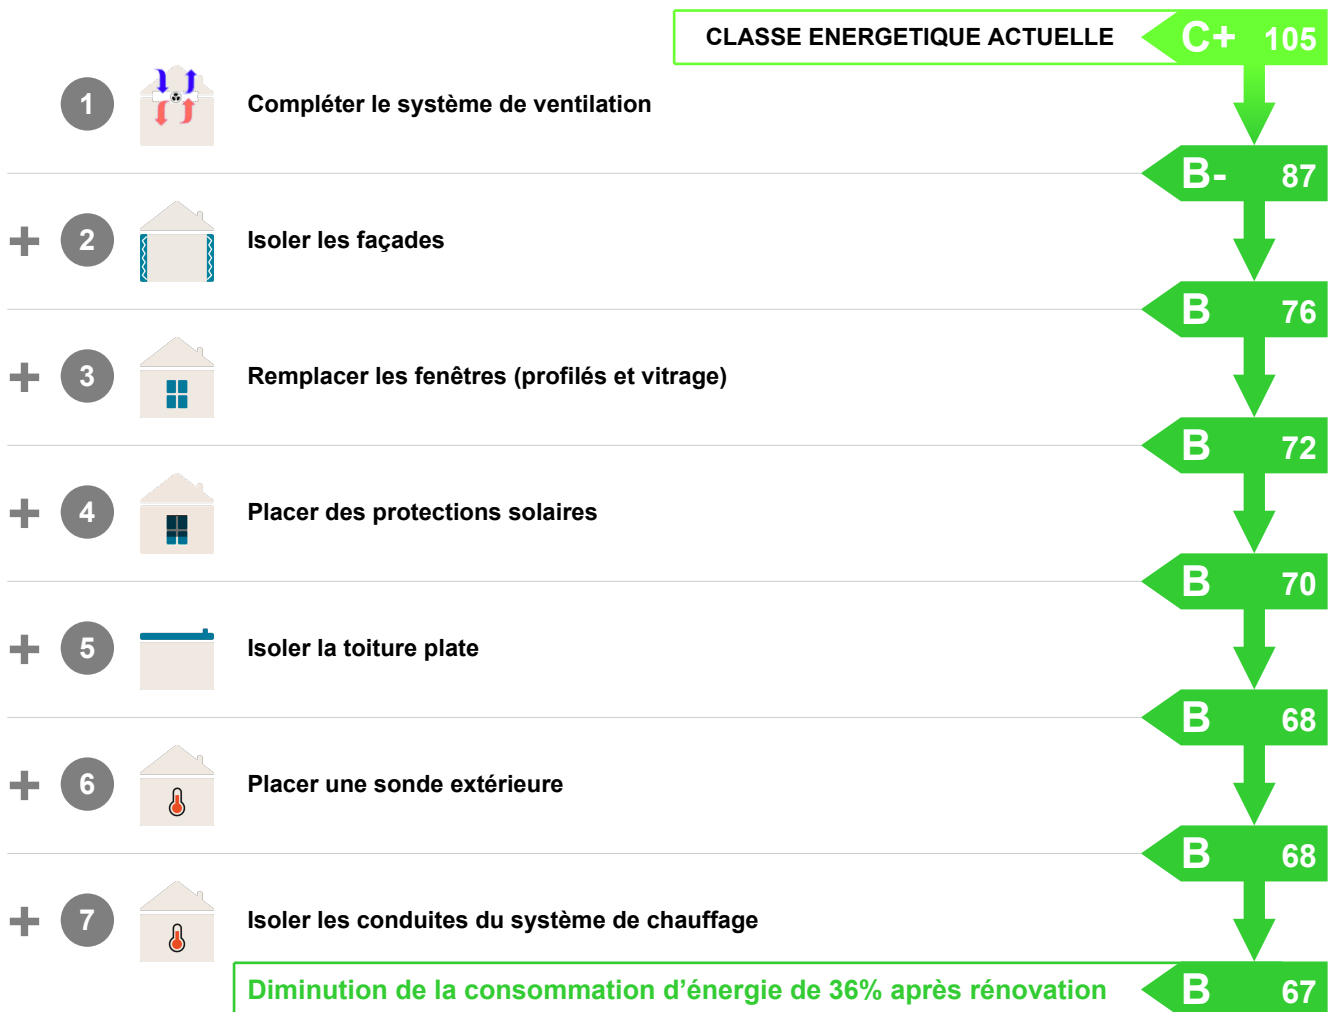 CLASSE ENERGETIQUE ACTUELLE C+ 105
1 Compléter le système de ventilation
B- 87
+ 2 Isoler les façades
B 76
+ 3 Remplacer les fenêtres (profilés et vitrage)
B 72
+ 4 Placer des protections solaires
B 70
+ 5 Isoler la toiture plate
B 68
+ 6 Placer une sonde extérieure
B 68
+ 7 Isoler les conduites du système de chauffage
Diminution de la consommation d’énergie de 36% après rénovation B 67